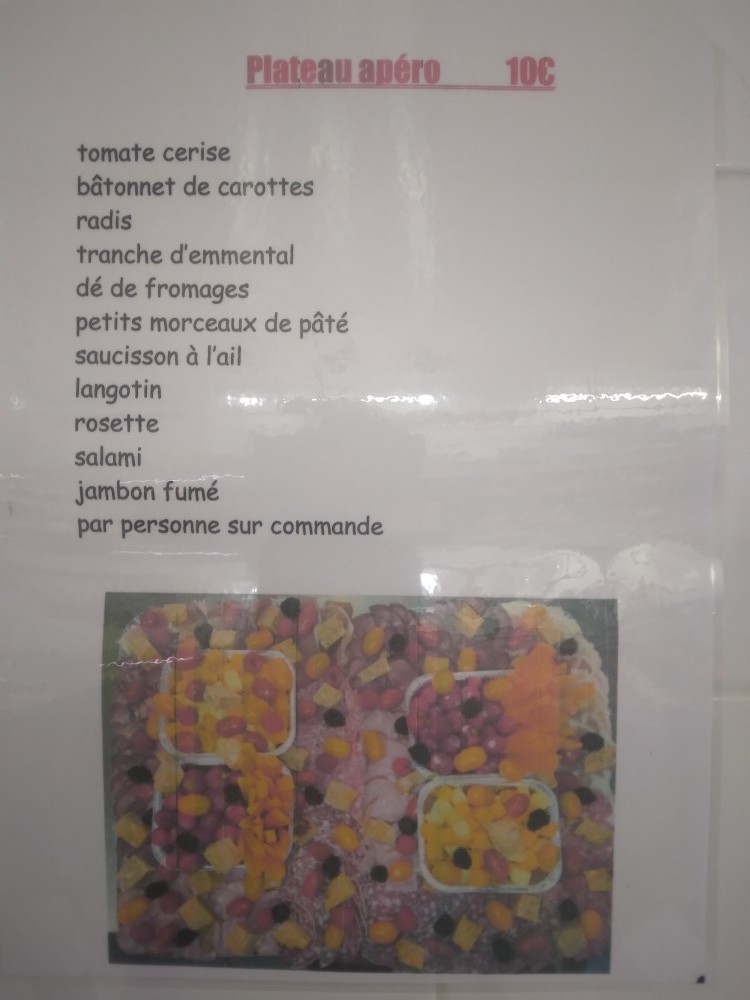 Plateau apéro 10€
tomate cerise
bâtonnet de carottes
radis
tranche d'emmental
dé de fromages
petits morceaux de pâté
saucisson à l'ail
langotin
rosette
salami
jambon fumé
par personne sur commande